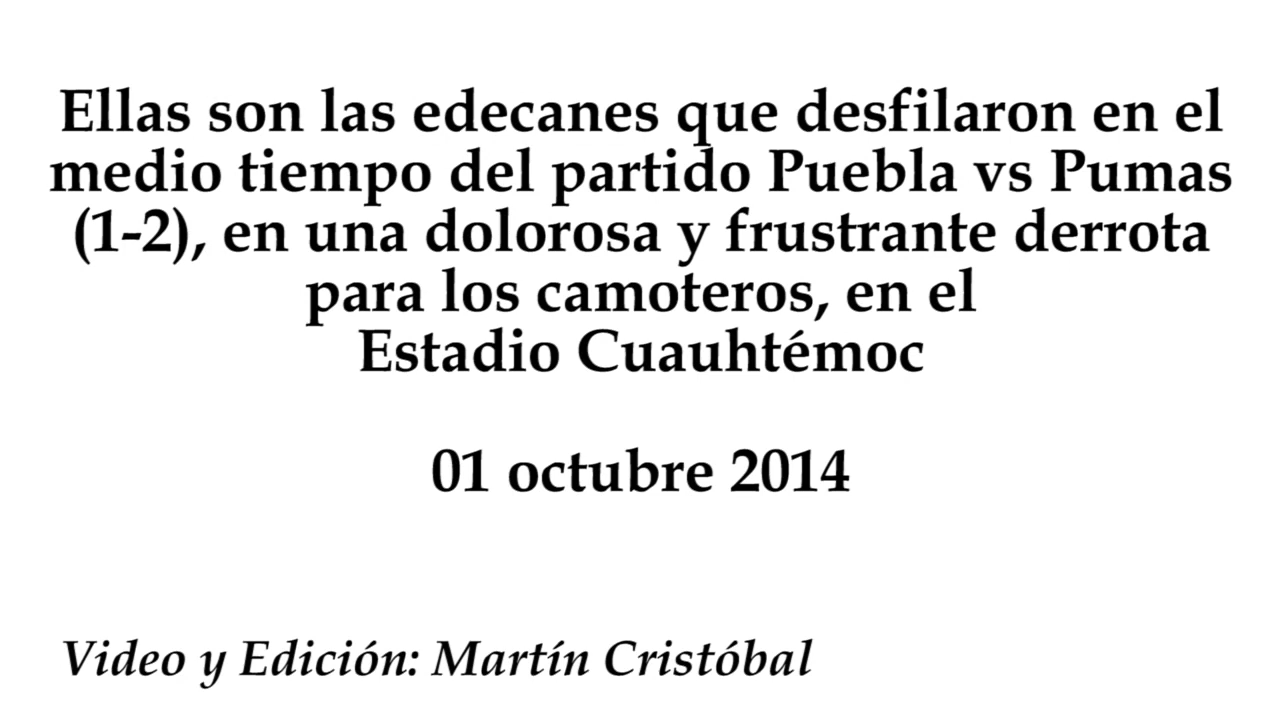 Ellas son las edecanes que desfilaron en el
medio tiempo del partido Puebla vs Pumas
(1-2), en una dolorosa y frustrante derrota
para los camoteros, en el
Estadio Cuauhtémoc
01 octubre 2014
Video y Edición: Martín Cristóbal